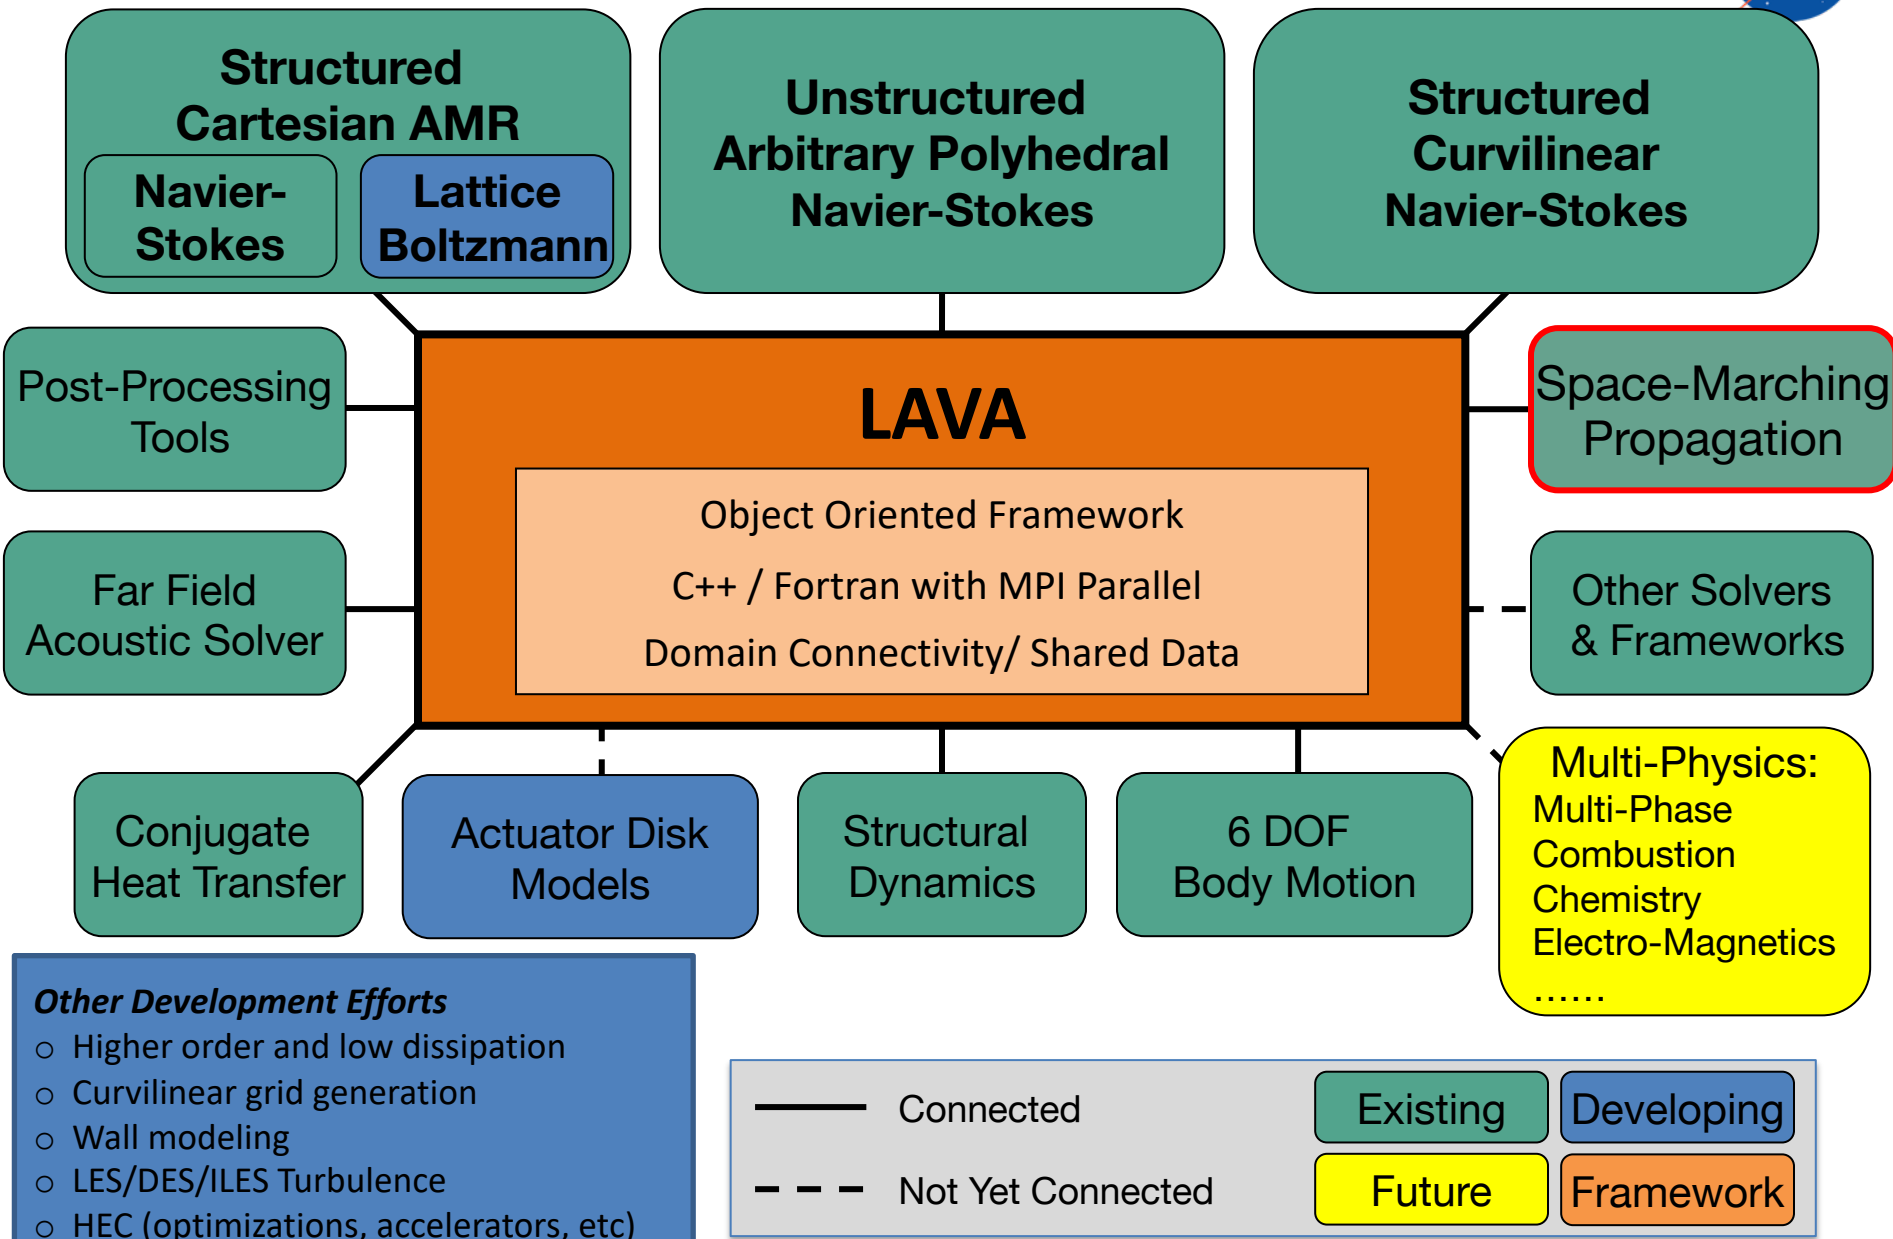 Structured
Cartesian AMR
Navier-
Stokes
Lattice
Boltzmann
Unstructured
Arbitrary Polyhedral
Navier-Stokes
Structured
Curvilinear
Navier-Stokes
Post-Processing
Tools
LAVA
Space-Marching
Propagation
Object Oriented Framework
C++ / Fortran with MPI Parallel
Domain Connectivity/ Shared Data
Far Field
Acoustic Solver
Other Solvers
& Frameworks
Conjugate
Heat Transfer
Actuator Disk
Models
Structural
Dynamics
6 DOF
Body Motion
Multi-Physics:
Multi-Phase
Combustion
Chemistry
Electro-Magnetics
......
Other Development Efforts
o Higher order and low dissipation
o Curvilinear grid generation
o Wall modeling
o LES/DES/ILES Turbulence
o HEC (optimizations, accelerators, etc)
Connected
Not Yet Connected
Existing
Developing
Future
Framework